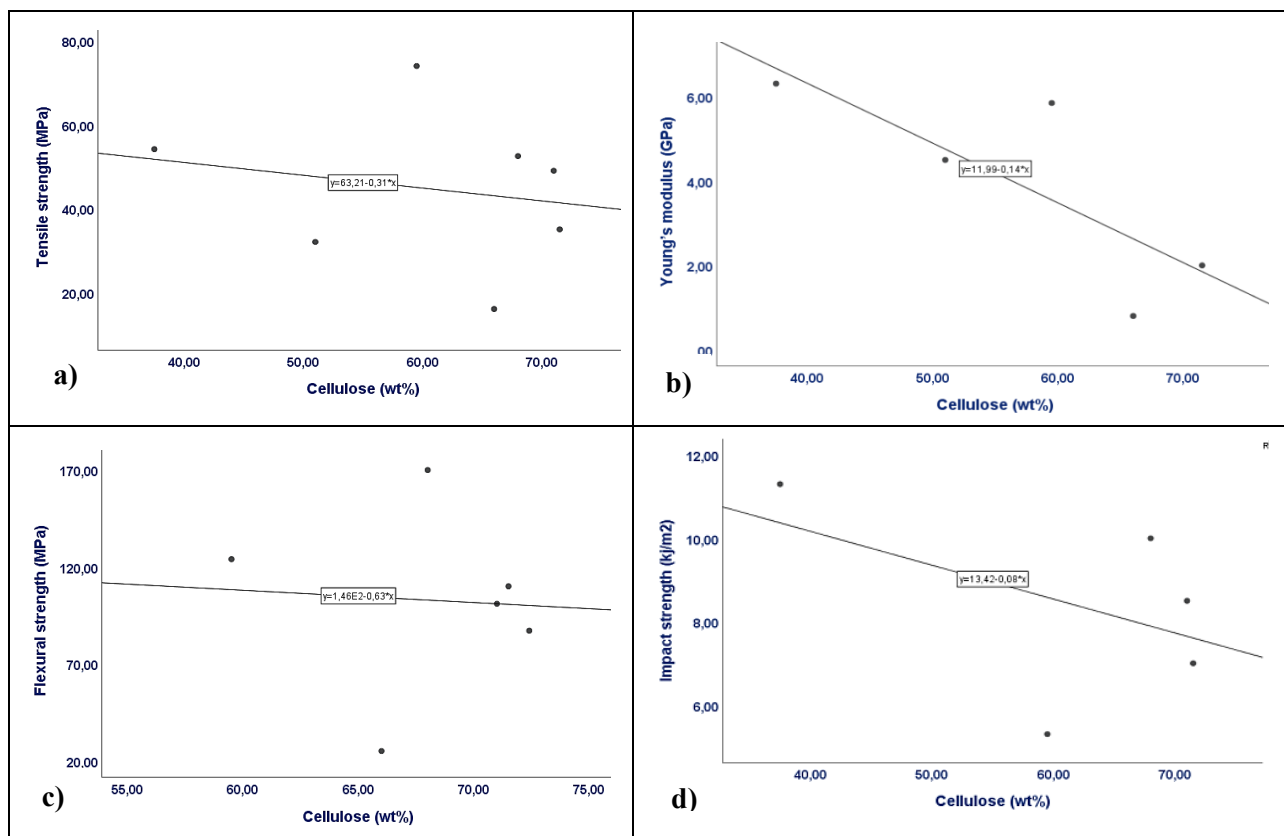 80,00
60,00
40,00
20,00
Tensile strength (MPa)
y=63,21-0,31*x
40,00 50,00 60,00 70,00
Cellulose (wt%)
a)
6,00
4,00
2,00
,00
Young's modulus (GPa)
y=11,99-0,14*x
40,00 50,00 60,00 70,00
Cellulose (wt%)
b)
170,00
120,00
70,00
20,00
Flexural strength (MPa)
y=1,46E2-0,63*x
55,00 60,00 65,00 70,00 75,00
Cellulose (wt%)
c)
R
12,00
10,00
8,00
6,00
Impact strength (kj/m2)
y=13,42-0,08*x
40,00 50,00 60,00 70,00
Cellulose (wt%)
d)